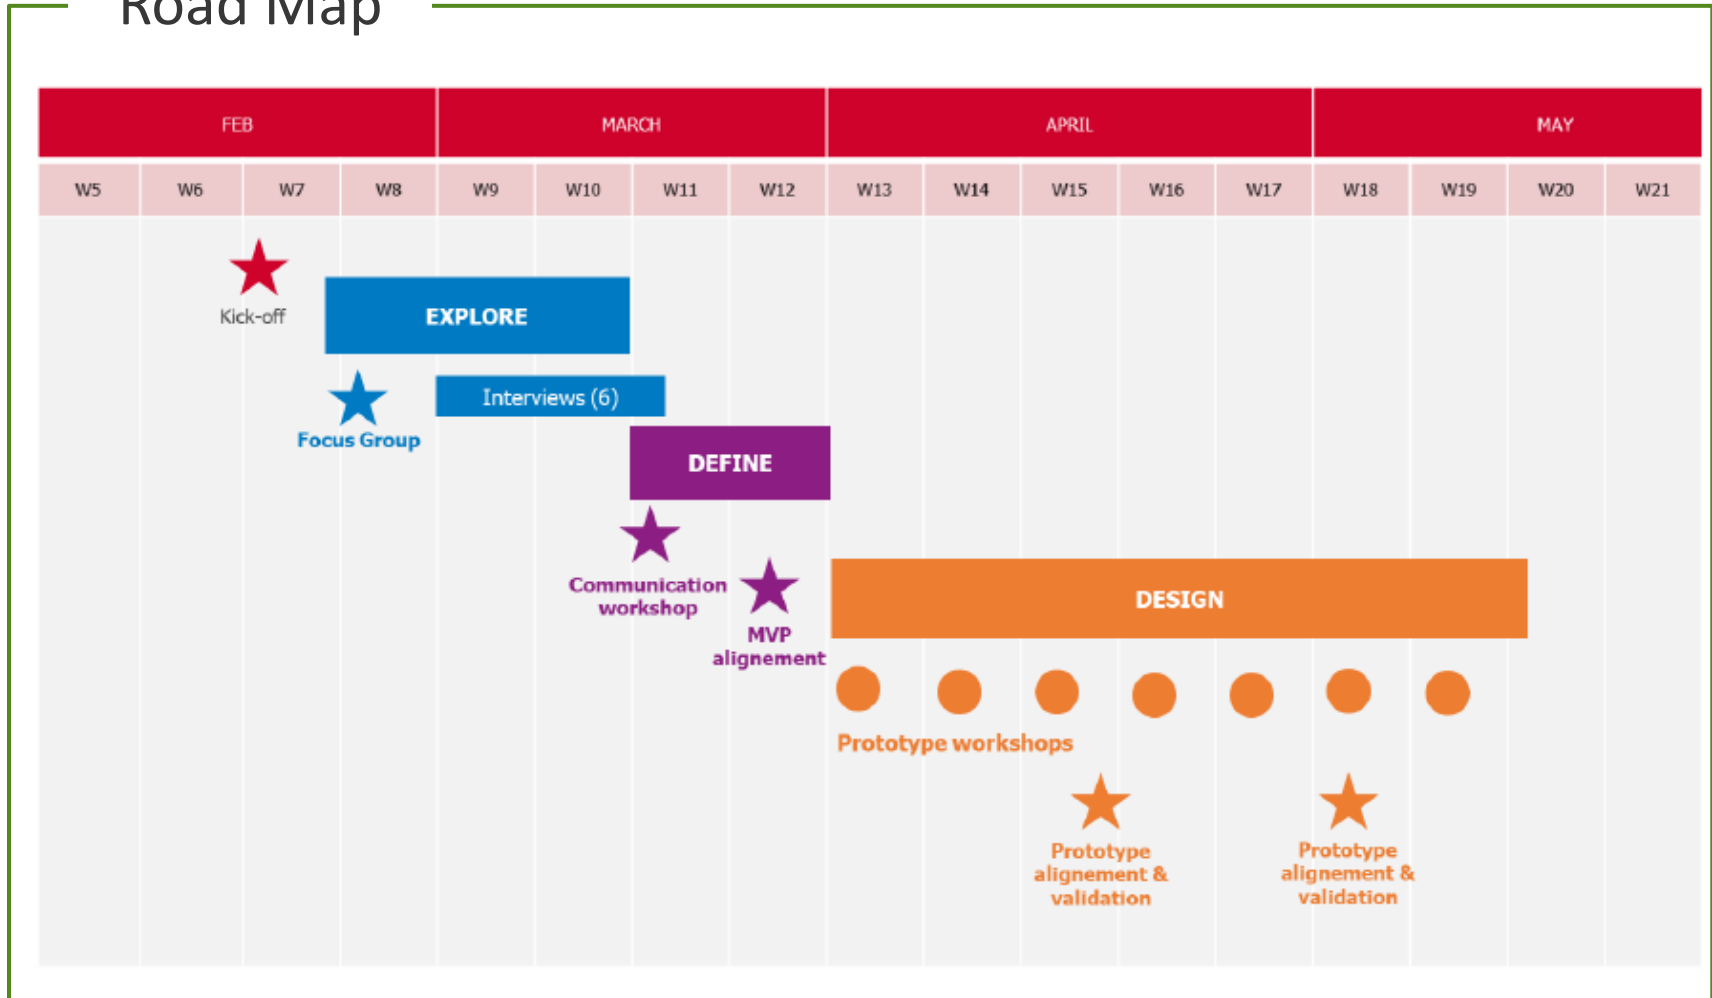 Road Map
FEB MARCH APRIL MAY
W5 W6 W7 W8 W9 W10 W11 W12 W13 W14 W15 W16 W17 W18 W19 W20 W21
Kick-off
EXPLORE
Focus Group
Interviews (6)
DEFINE
Communication
workshop
MVP
alignement
DESIGN
Prototype workshops
Prototype
alignement &
validation
Prototype
alignement &
validation